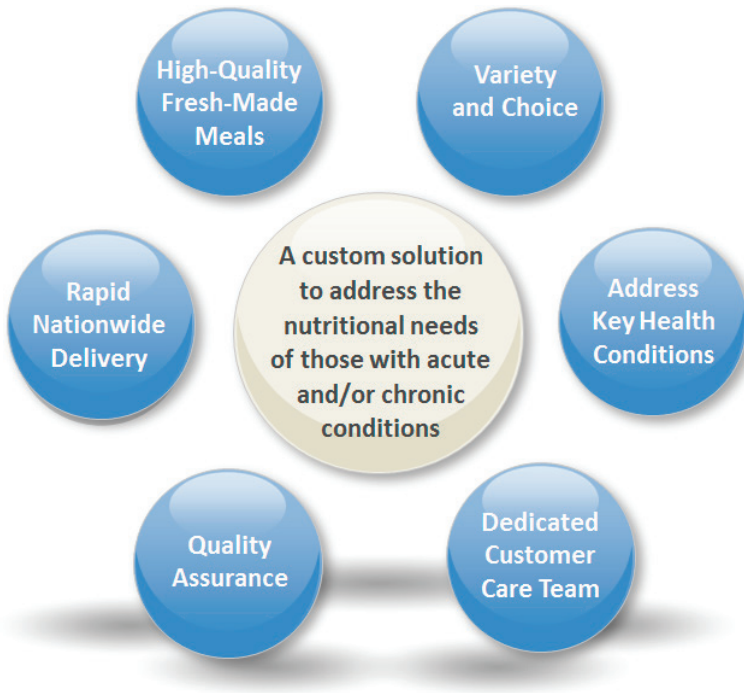 High-Quality
Fresh-Made
Meals
Variety
and Choice
Rapid
Nationwide
Delivery
A custom solution
to address the
nutritional needs
of those with acute
and/or chronic
conditions
Address
Key Health
Conditions
Quality
Assurance
Dedicated
Customer
Care Team